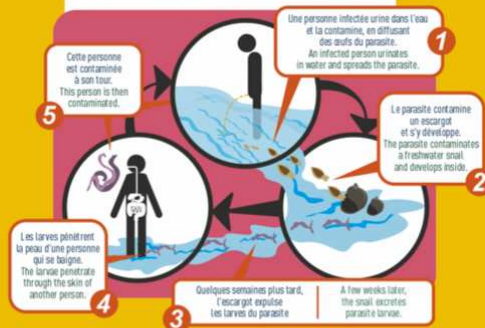 Une personne infectée urine dans l'eau
et la contamine, en diffusant
des œufs du parasite.
An infected person urinates
in water and spreads the parasite.
1
Le parasite contamine
un escargot
et s'y développe.
The parasite contaminates
a freshwater snail
and develops inside.
2
Quelques semaines plus tard,
l'escargot expulse
les larves du parasite
A few weeks later,
the snail excretes
parasite larvae.
3
Les larves pénètrent
la peau d'une personne
qui se baigne.
The larvae penetrate
through the skin of
another person.
4
Cette personne
est contaminée
à son tour.
This person is then
contaminated.
5